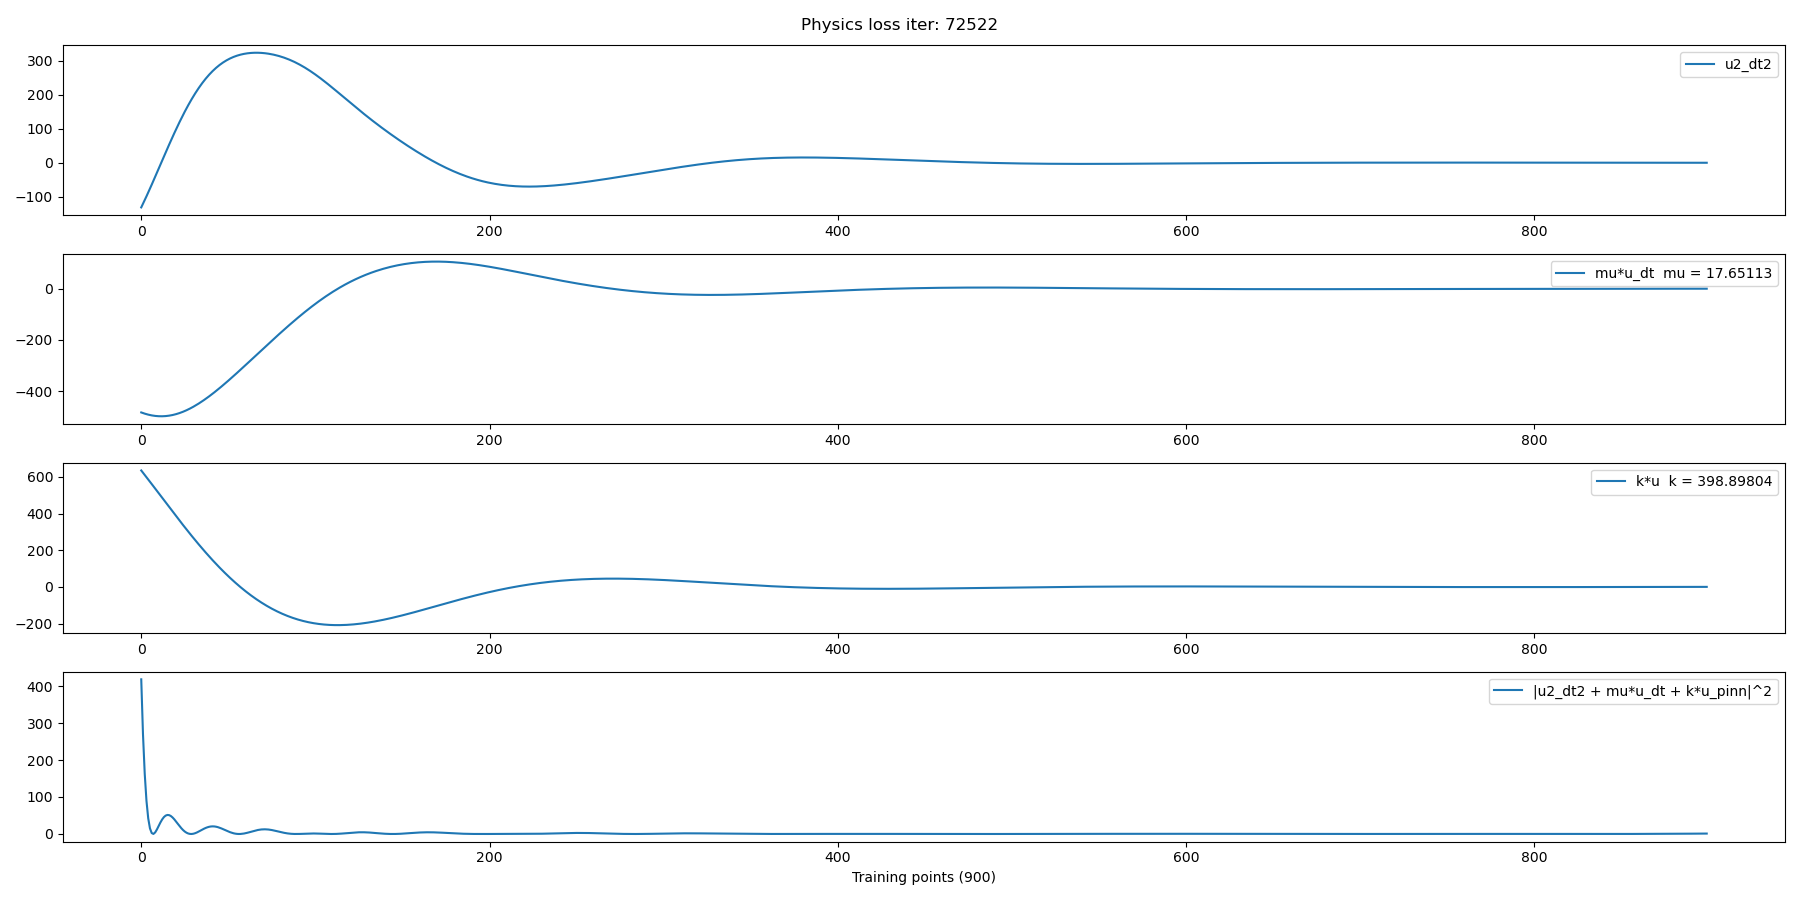 Physics loss iter: 72522
300
200
100
0
−100
u2_dt2
0 200 400 600 800
0
−200
−400
mu*u_dt  mu = 17.65113
0 200 400 600 800
600
400
200
0
−200
k*u  k = 398.89804
0 200 400 600 800
400
300
200
100
0
|u2_dt2 + mu*u_dt + k*u_pinn|^2
0 200 400 600 800
Training points (900)